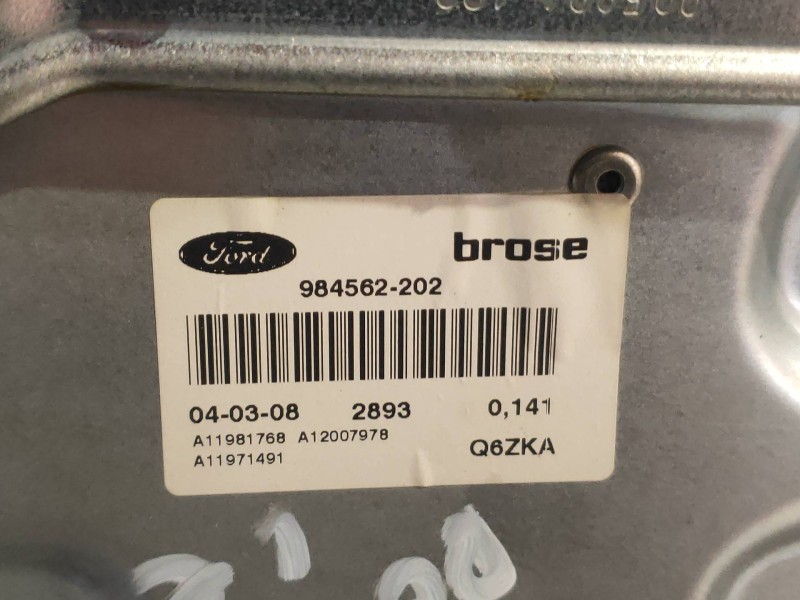 Ford brose
984562-202
04-03-08 2893 0,141
A11981768 A12007978
A11971491
Q6ZKA